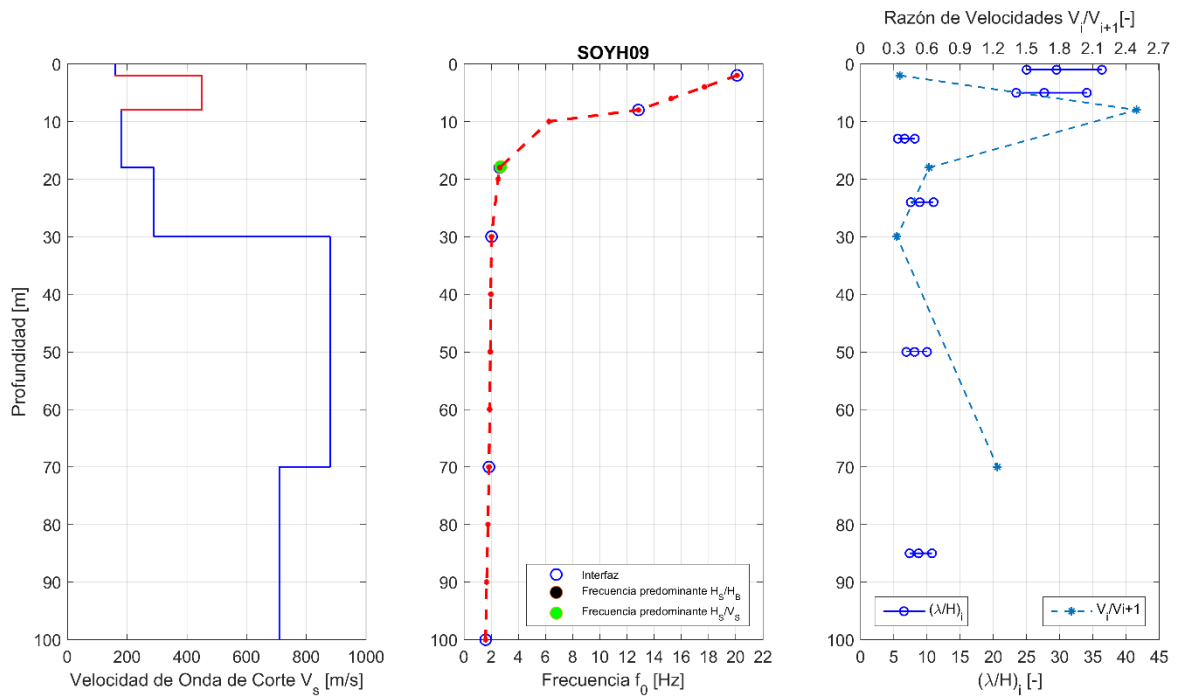 Razón de Velocidades V_i/V_{i+1}[-]
SOYH09
0 0.3 0.6 0.9 1.2 1.5 1.8 2.1 2.4 2.7
0
10
20
30
40
50
60
70
80
90
100
Profundidad [m]
0 200 400 600 800 1000
Velocidad de Onda de Corte V_s [m/s]
0
10
20
30
40
50
60
70
80
90
100
Interfaz
Frecuencia predominante H_S/H_B
Frecuencia predominante H_S/V_S
0 2 4 6 8 10 12 14 16 18 20 22
Frecuencia f_0 [Hz]
0
10
20
30
40
50
60
70
80
90
100
(λ/H)_i
V_i/Vi+1
0 5 10 15 20 25 30 35 40 45
(λ/H)_i [-]